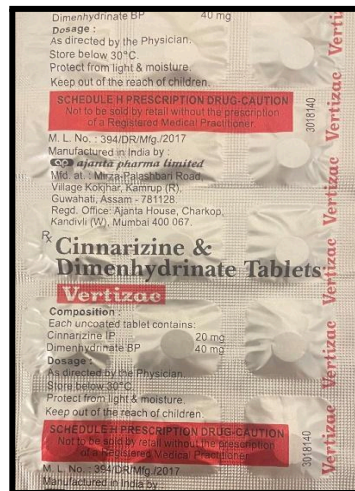 Dimenhydrinate BP 40 mg
Dosage :
As directed by the Physician.
Store below 30°C.
Protect from light & moisture.
Keep out of the reach of children.
SCHEDULE H PRESCRIPTION DRUG-CAUTION
Not to be sold by retail without the prescription
of a Registered Medical Practitioner.
M. L. No. : 394/DR/Mfg./2017
Manufactured in India by :
ajanta pharma limited
Mfd. at : Mirza-Palashbari Road,
Village Kokjhar, Kamrup (R),
Guwahati, Assam - 781128.
Regd. Office: Ajanta House, Charkop,
Kandivli (W), Mumbai 400 067.
Rx Cinnarizine &
Dimenhydrinate Tablets
Vertizac
Composition :
Each uncoated tablet contains:
Cinnarizine IP 20 mg
Dimenhydrinate BP 40 mg
Dosage :
As directed by the Physician.
Store below 30°C.
Protect from light & moisture.
Keep out of the reach of children.
SCHEDULE H PRESCRIPTION DRUG-CAUTION
Not to be sold by retail without the prescription
of a Registered Medical Practitioner.
M. L. No. : 394/DR/Mfg./2017
Manufactured in India by
3018140
3018140
Vertizac Vertizac Vertizac Vertizac Vertizac Verti